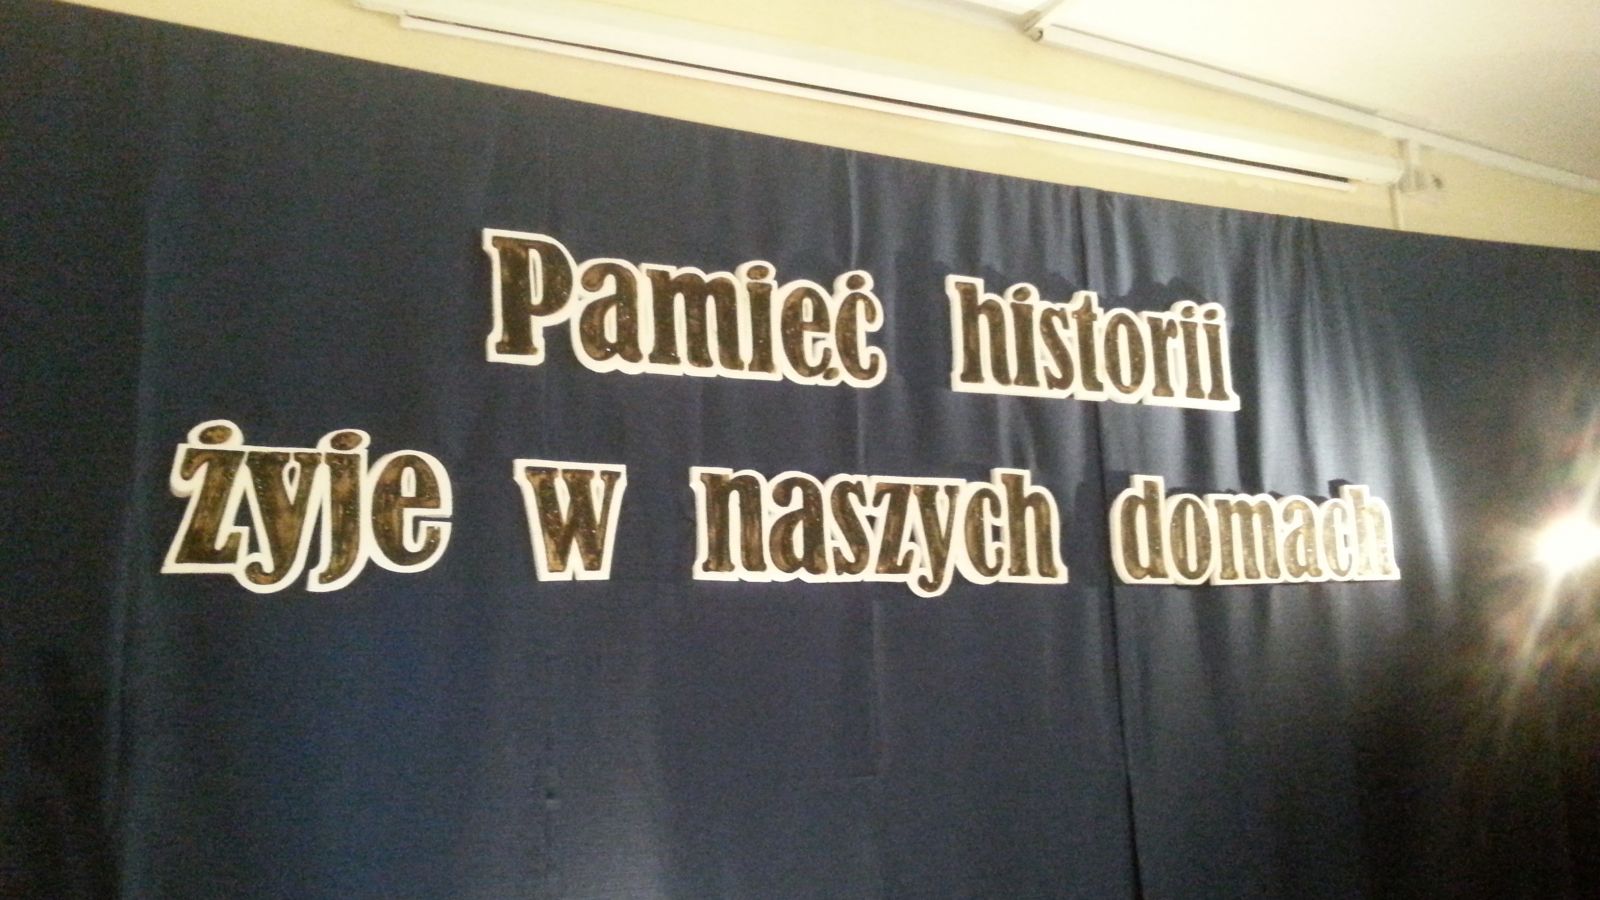 Pamięć historii
żyje w naszych domach